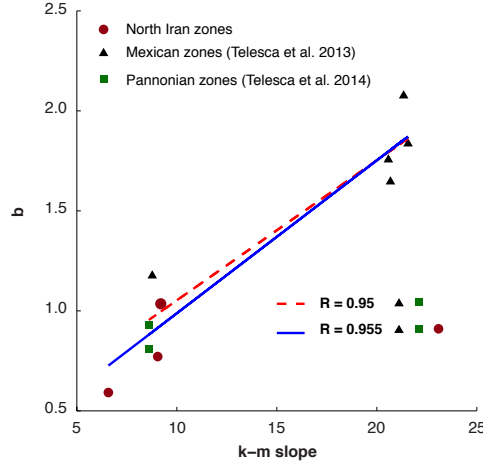 North Iran zones
Mexican zones (Telesca et al. 2013)
Pannonian zones (Telesca et al. 2014)
2.5
2.0
1.5
1.0
0.5
b
R = 0.95
R = 0.955
5 10 15 20 25
k−m slope